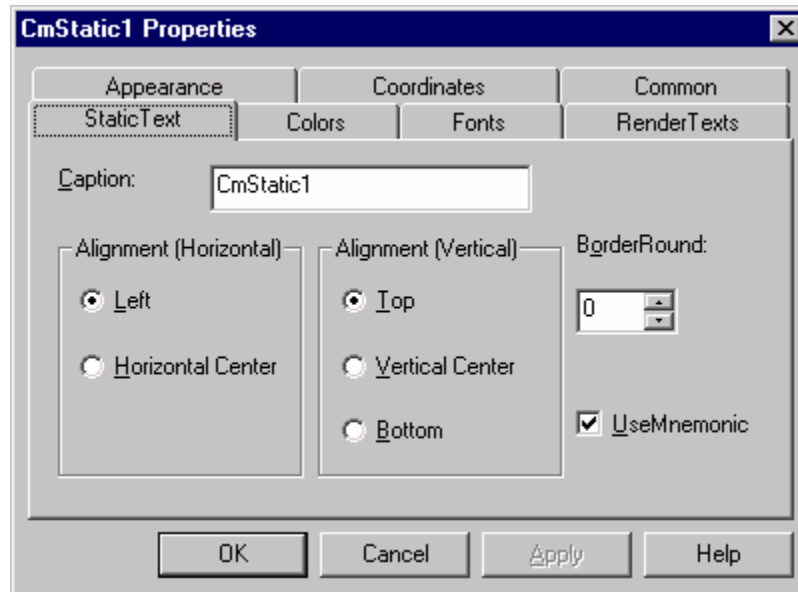 CmStatic1 Properties
Appearance Coordinates Common
StaticText Colors Fonts RenderTexts
Caption: CmStatic1
Alignment (Horizontal) Alignment (Vertical) BorderRound:
Left Top 0
Horizontal Center Vertical Center
Bottom UseMnemonic
OK Cancel Apply Help